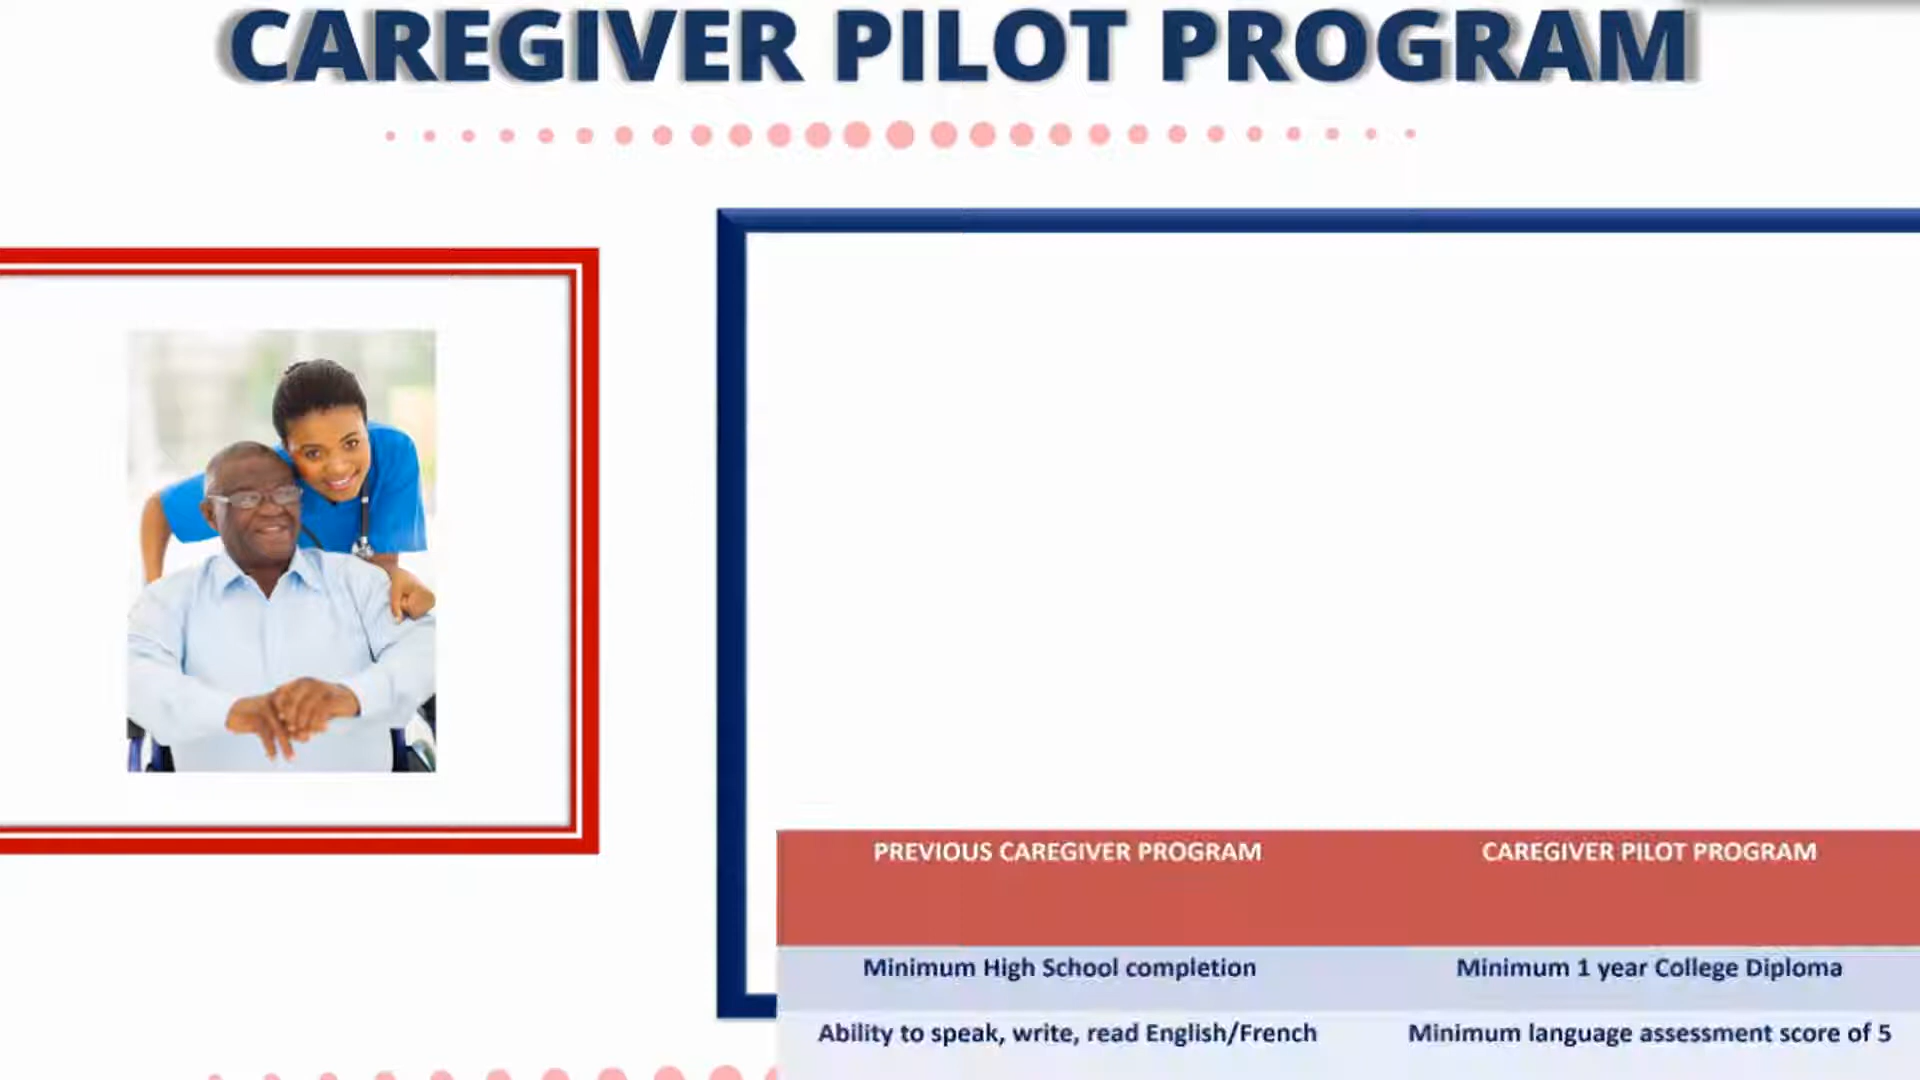 CAREGIVER PILOT PROGRAM
PREVIOUS CAREGIVER PROGRAM
CAREGIVER PILOT PROGRAM
Minimum High School completion
Minimum 1 year College Diploma
Ability to speak, write, read English/French
Minimum language assessment score of 5